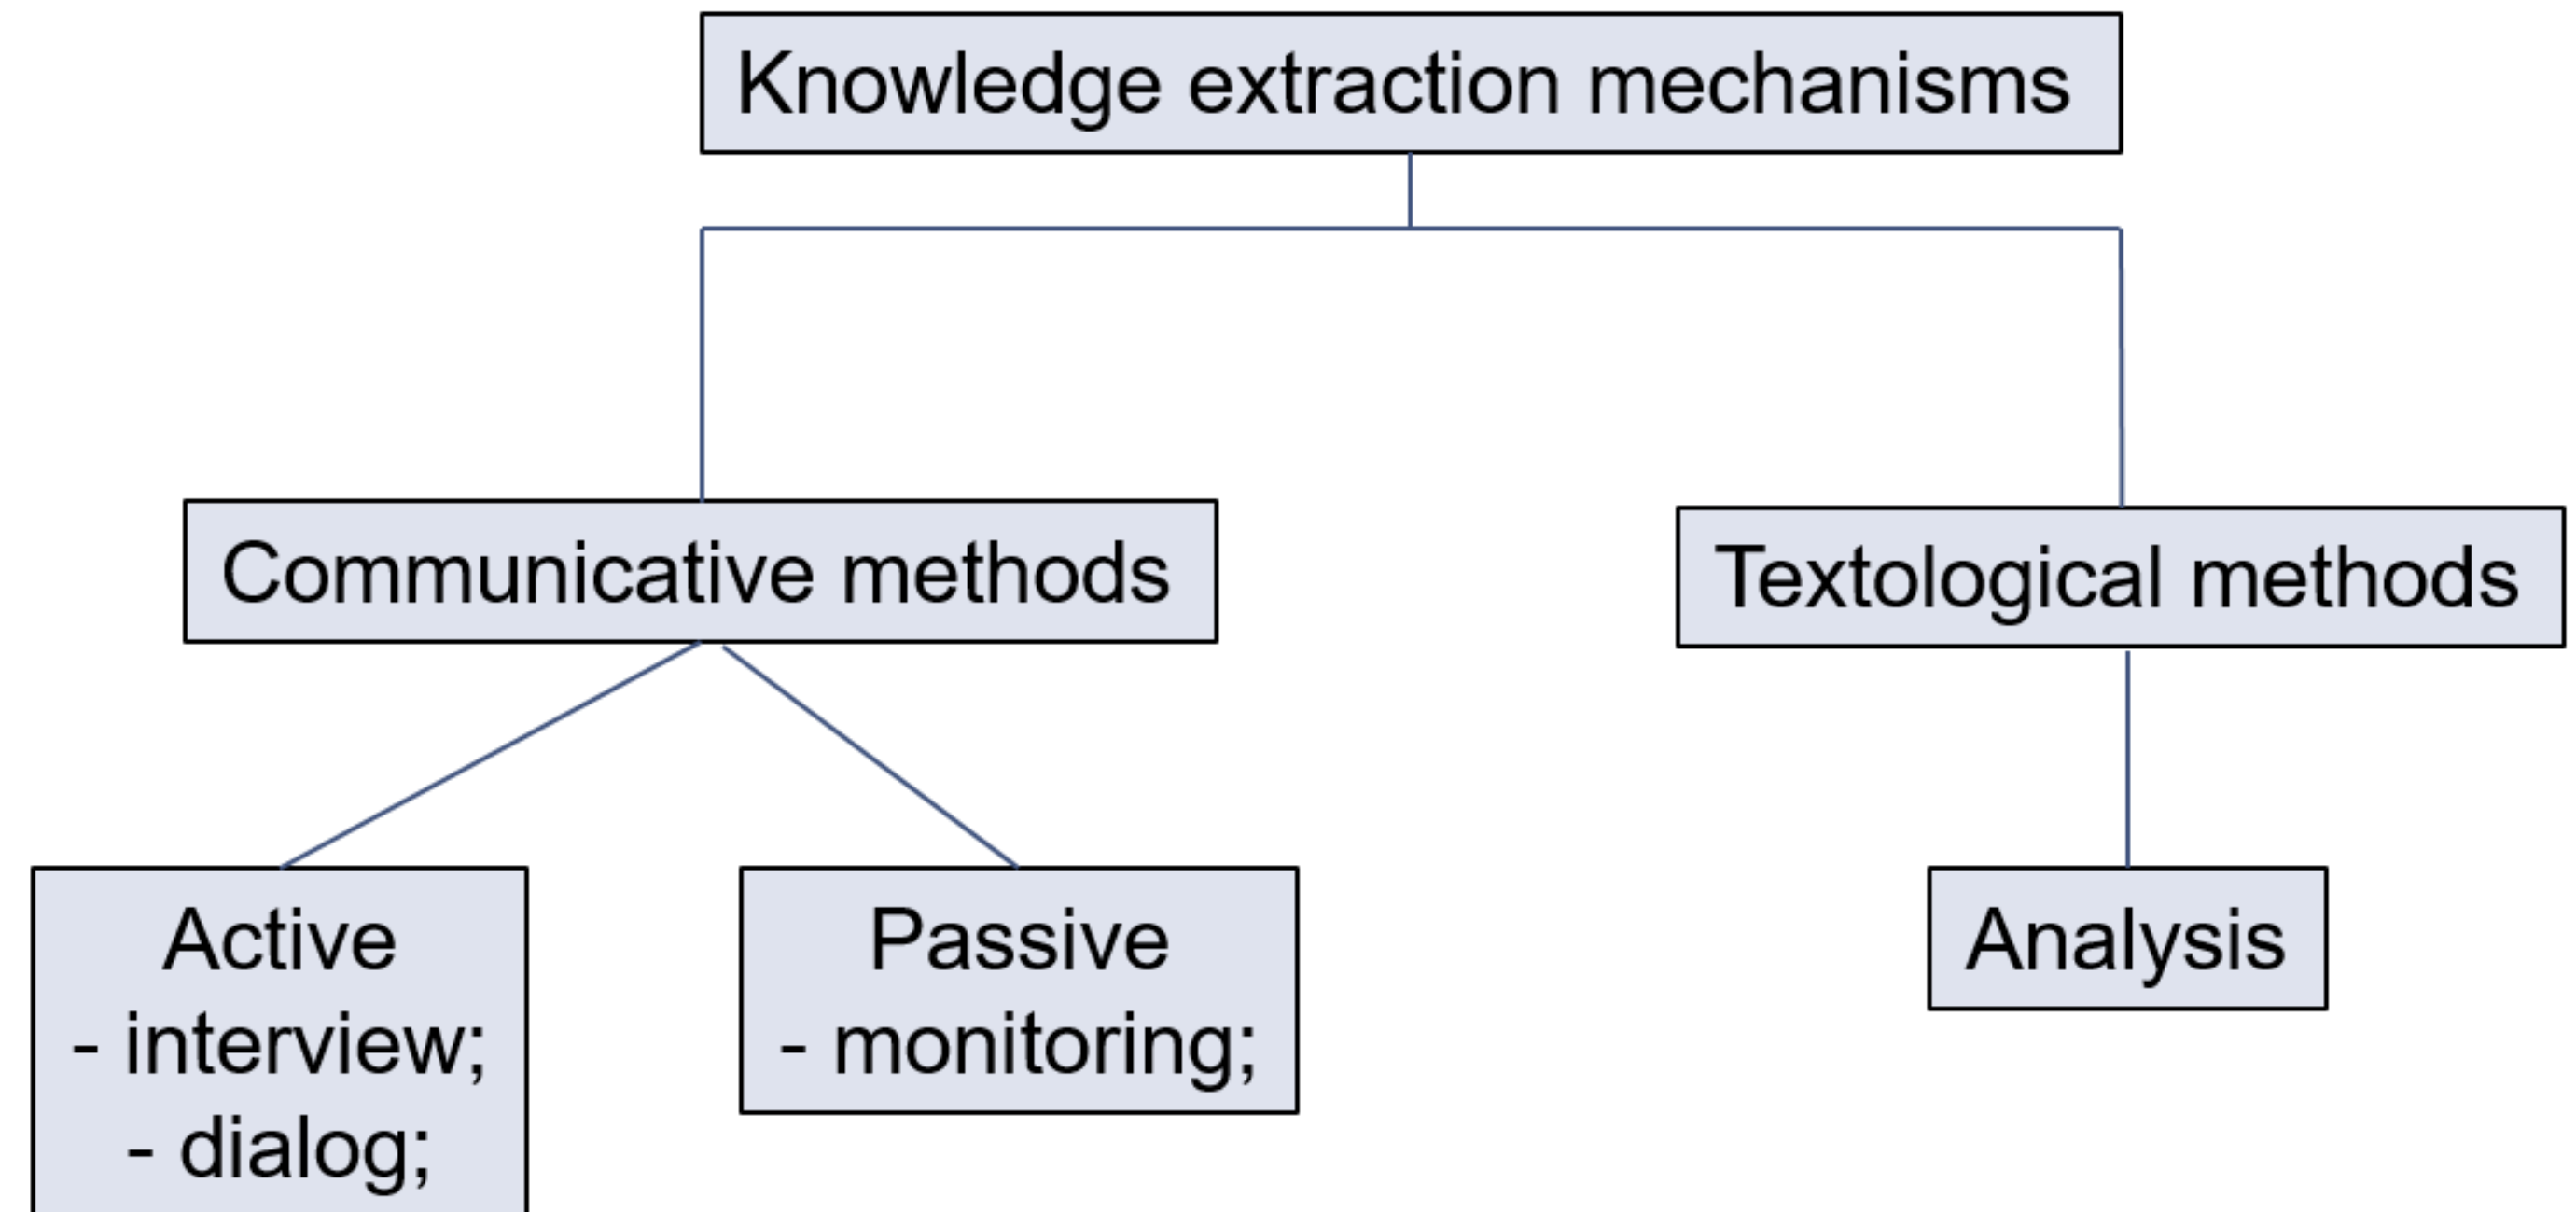 Knowledge extraction mechanisms
Communicative methods
Textological methods
Active
- interview;
- dialog;
Passive
- monitoring;
Analysis